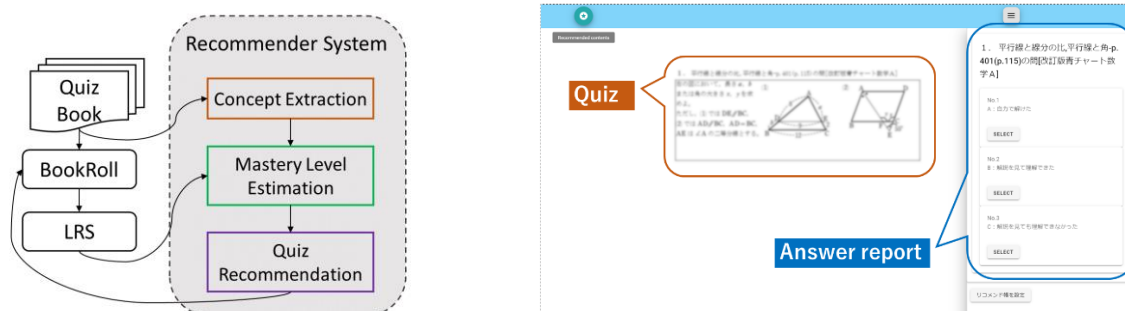 Recommender System
Quiz
Book
Concept Extraction
BookRoll
Mastery Level
Estimation
LRS
Quiz
Recommendation
Recommended contents
Quiz
Answer report
１． 平行線と線分の比,平行線と角-p.
401(p.115)の問[改訂版青チャート数
学Ａ]
No.1
A：自力で解けた
SELECT
No.2
B：解説を見て理解できた
SELECT
No.3
C：解説を見ても理解できなかった
SELECT
リコメンド種を設定